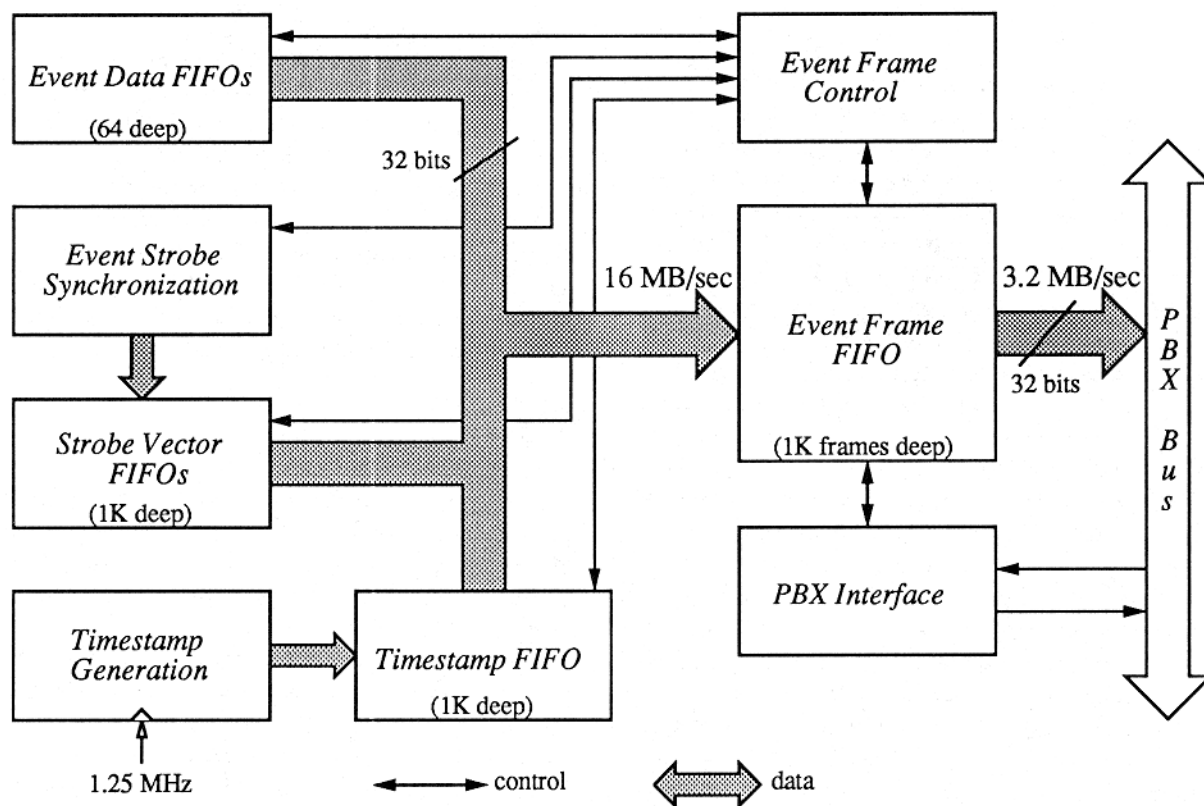 Event Data FIFOs
(64 deep)
Event Frame
Control
32 bits
Event Strobe
Synchronization
16 MB/sec
Event Frame
FIFO
(1K frames deep)
3.2 MB/sec
32 bits
PBX Bus
Strobe Vector
FIFOs
(1K deep)
PBX Interface
Timestamp
Generation
Timestamp FIFO
(1K deep)
1.25 MHz
control
data